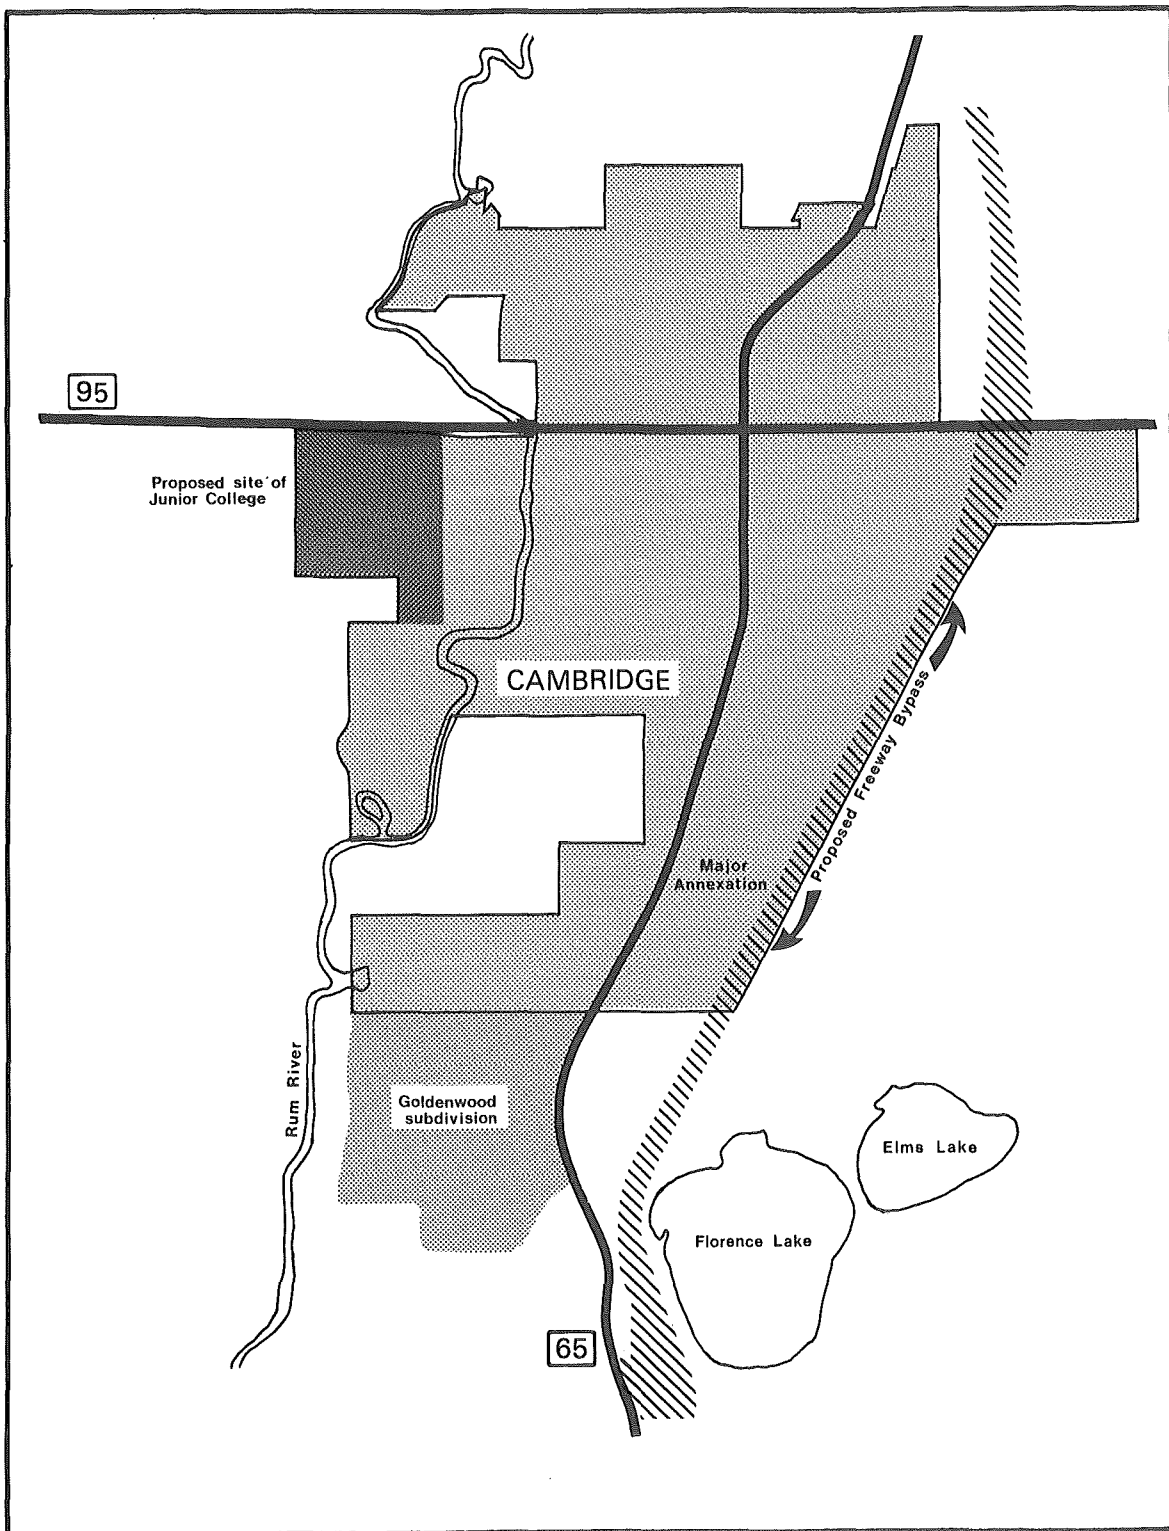 95
Proposed site of
Junior College
CAMBRIDGE
Proposed Freeway Bypass
Major
Annexation
Rum River
Goldenwood
subdivision
Elms Lake
Florence Lake
65